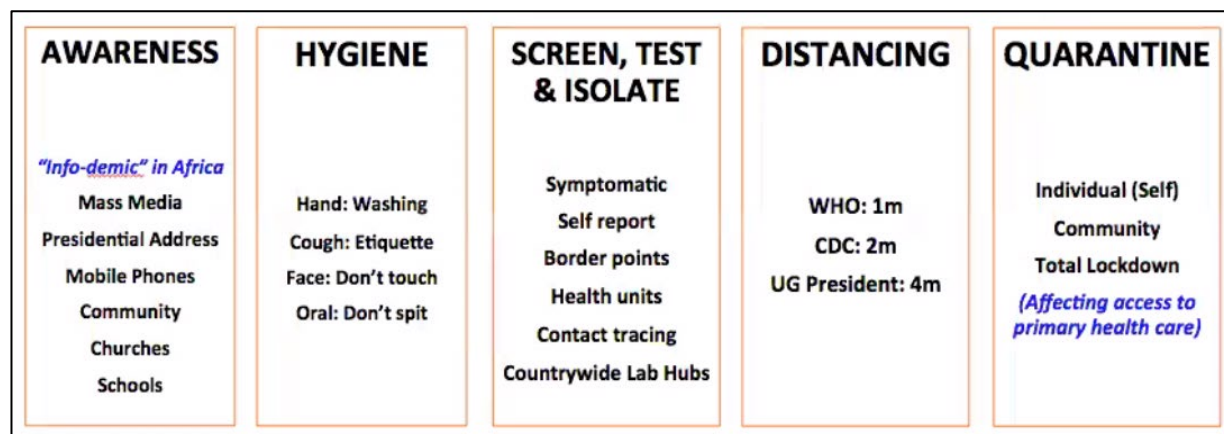 AWARENESS
"Info-demic" in Africa
Mass Media
Presidential Address
Mobile Phones
Community
Churches
Schools
HYGIENE
Hand: Washing
Cough: Etiquette
Face: Don't touch
Oral: Don't spit
SCREEN, TEST
& ISOLATE
Symptomatic
Self report
Border points
Health units
Contact tracing
Countrywide Lab Hubs
DISTANCING
WHO: 1m
CDC: 2m
UG President: 4m
QUARANTINE
Individual (Self)
Community
Total Lockdown
(Affecting access to
primary health care)